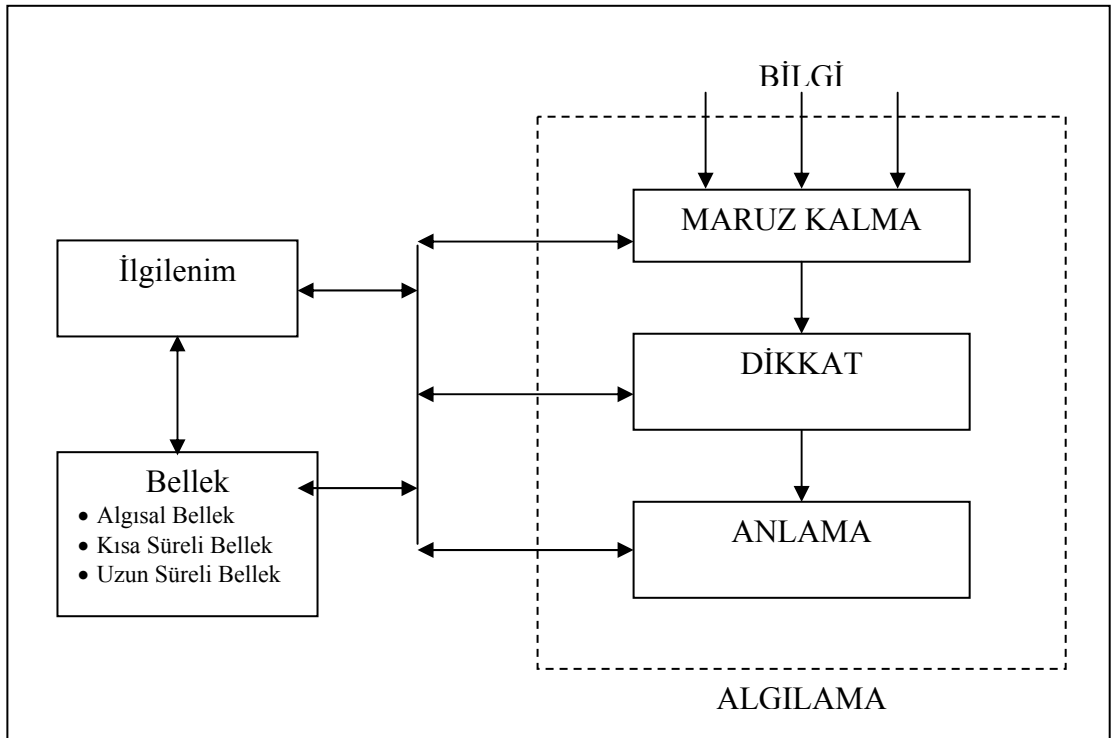 BİLGİ
MARUZ KALMA
İlgilenim
DİKKAT
Bellek
• Algısal Bellek
• Kısa Süreli Bellek
• Uzun Süreli Bellek
ANLAMA
ALGILAMA